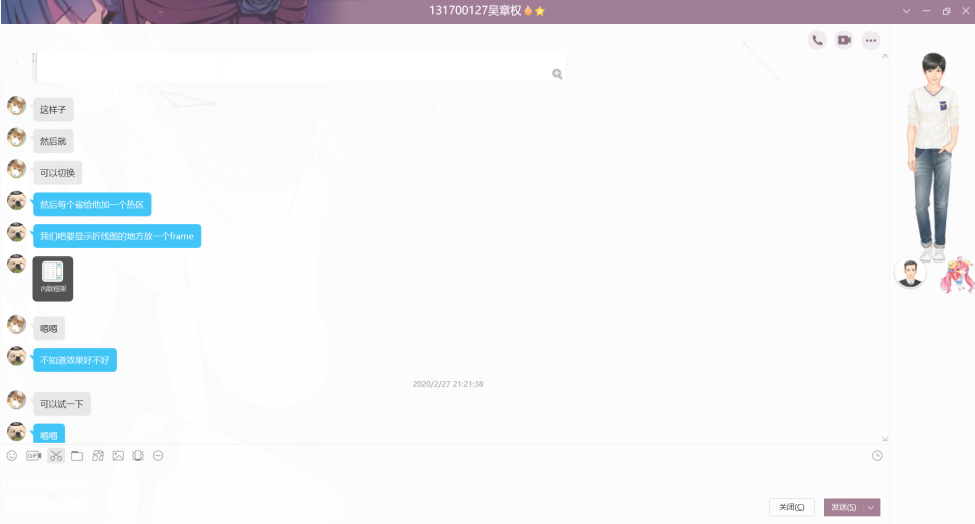 131700127吴章权
这样子
然后就
可以切换
然后每个省给他加一个热区
我们吧要显示折线图的地方放一个frame
内联框架
嗯嗯
不知道效果好不好
2020/2/27 21:21:38
可以试一下
嗯嗯
GIF
关闭(C)
发送(S)